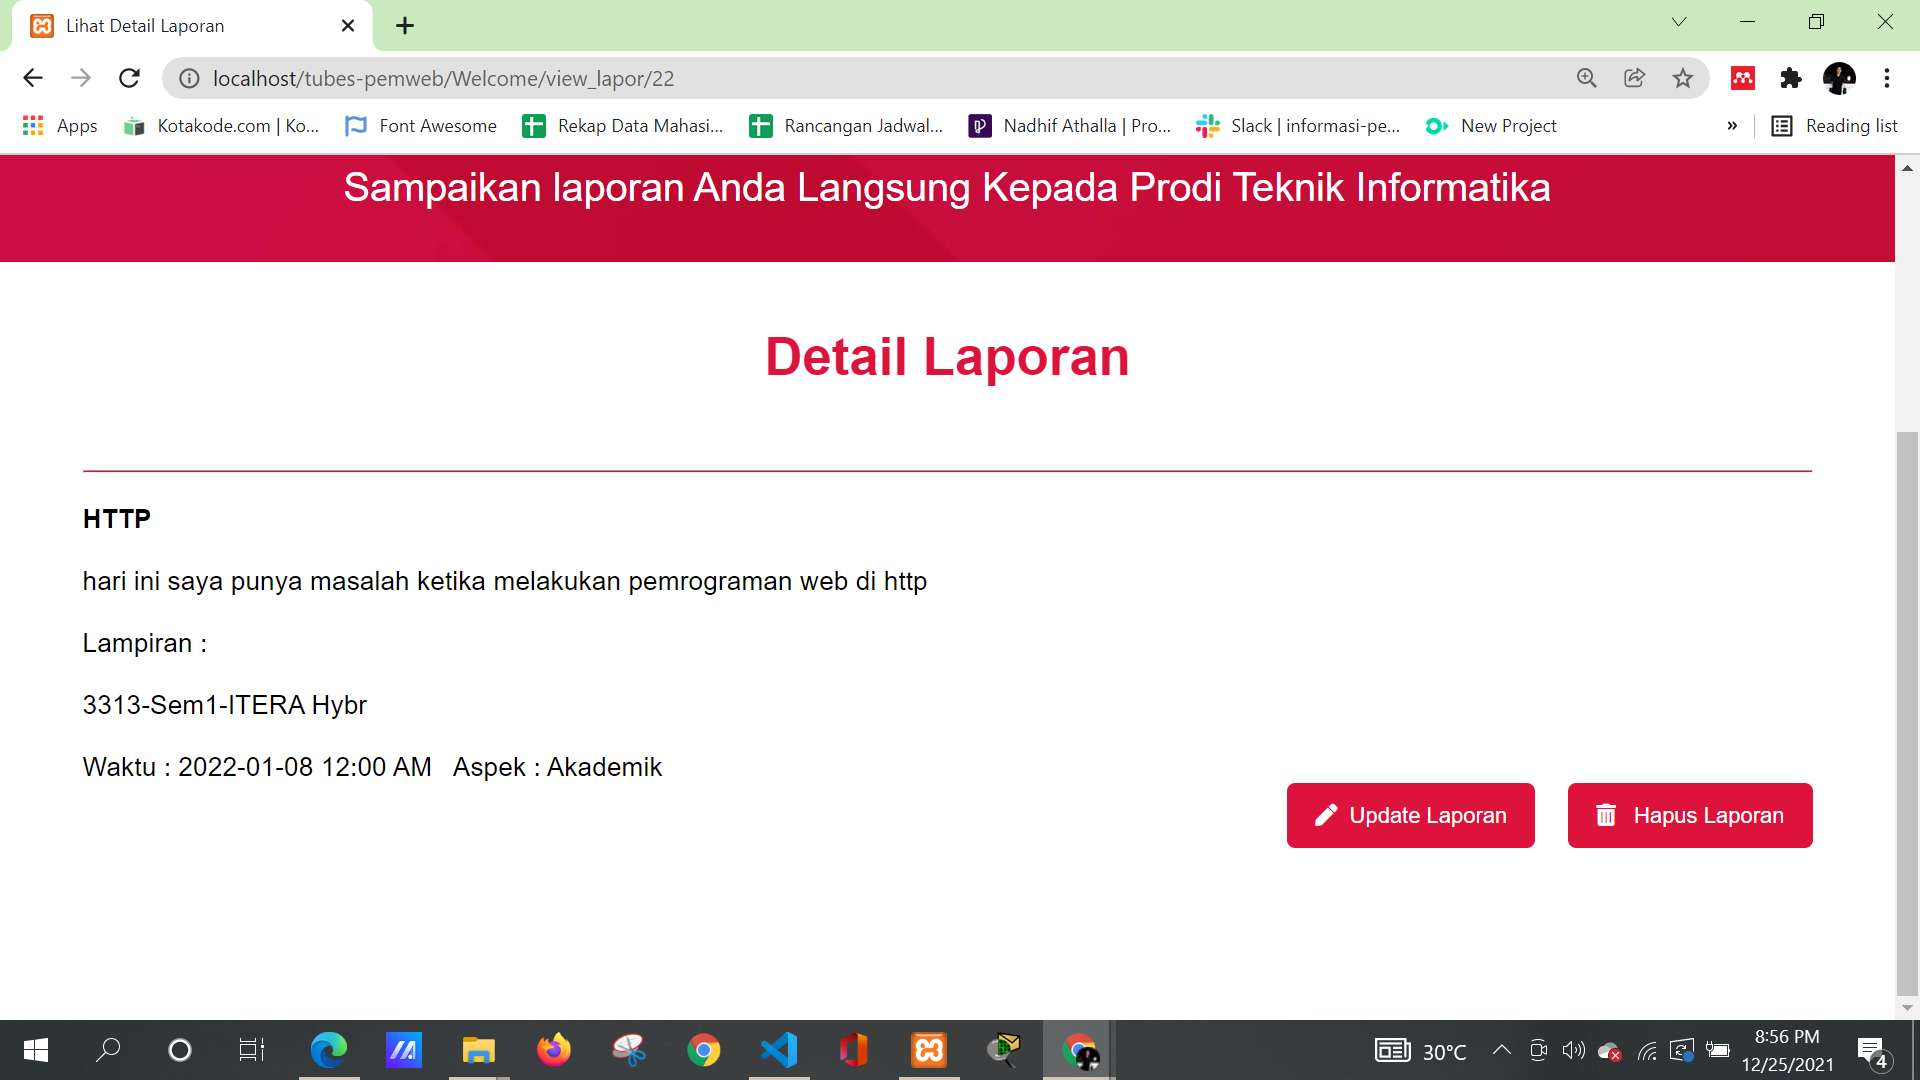 Lihat Detail Laporan
localhost/tubes-pemweb/Welcome/view_lapor/22
Apps
Kotakode.com | Ko...
Font Awesome
Rekap Data Mahasi...
Rancangan Jadwal...
Nadhif Athalla | Pro...
Slack | informasi-pe...
New Project
»
Reading list
Sampaikan laporan Anda Langsung Kepada Prodi Teknik Informatika
Detail Laporan
HTTP
hari ini saya punya masalah ketika melakukan pemrograman web di http
Lampiran :
3313-Sem1-ITERA Hybr
Waktu : 2022-01-08 12:00 AM Aspek : Akademik
Update Laporan
Hapus Laporan
30°C
8:56 PM
12/25/2021
4